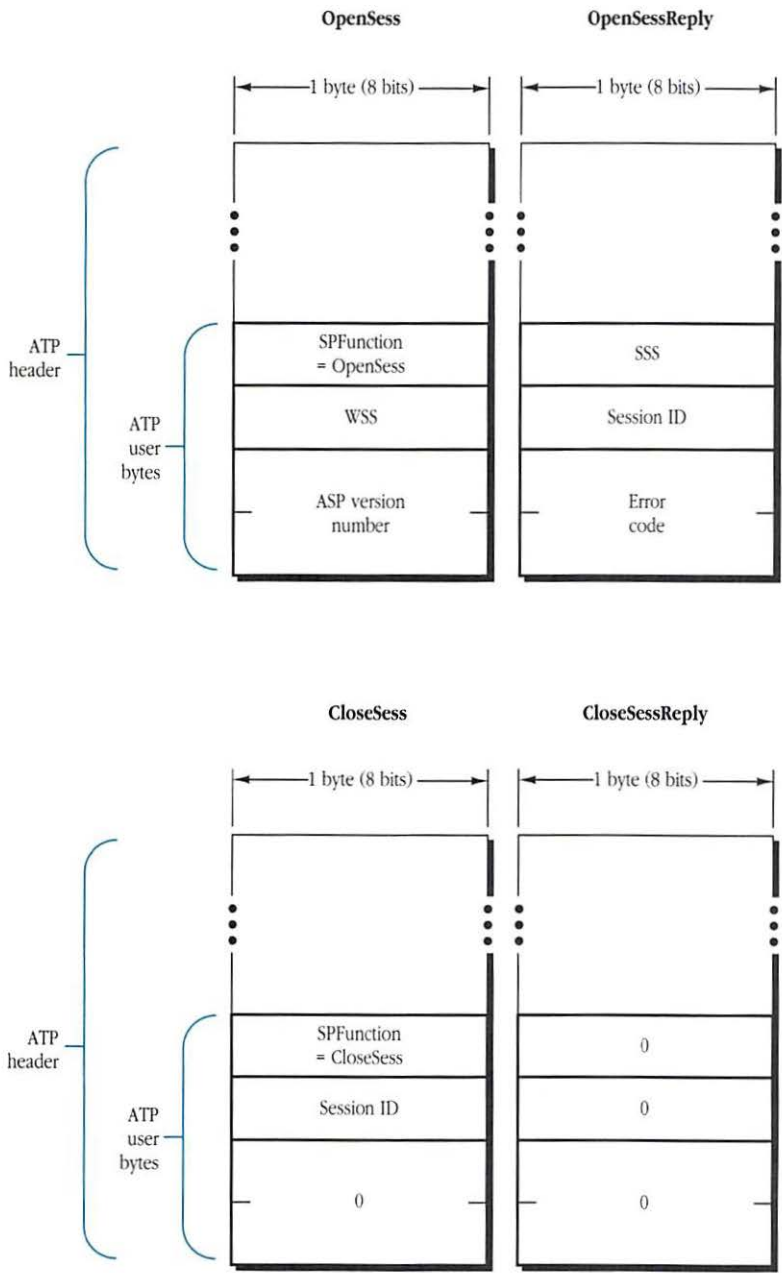 OpenSess
OpenSessReply
1 byte (8 bits)
1 byte (8 bits)
ATP
header
ATP
user
bytes
SPFunction
= OpenSess
SSS
WSS
Session ID
ASP version
number
Error
code
CloseSess
CloseSessReply
1 byte (8 bits)
1 byte (8 bits)
ATP
header
ATP
user
bytes
SPFunction
= CloseSess
0
Session ID
0
0
0